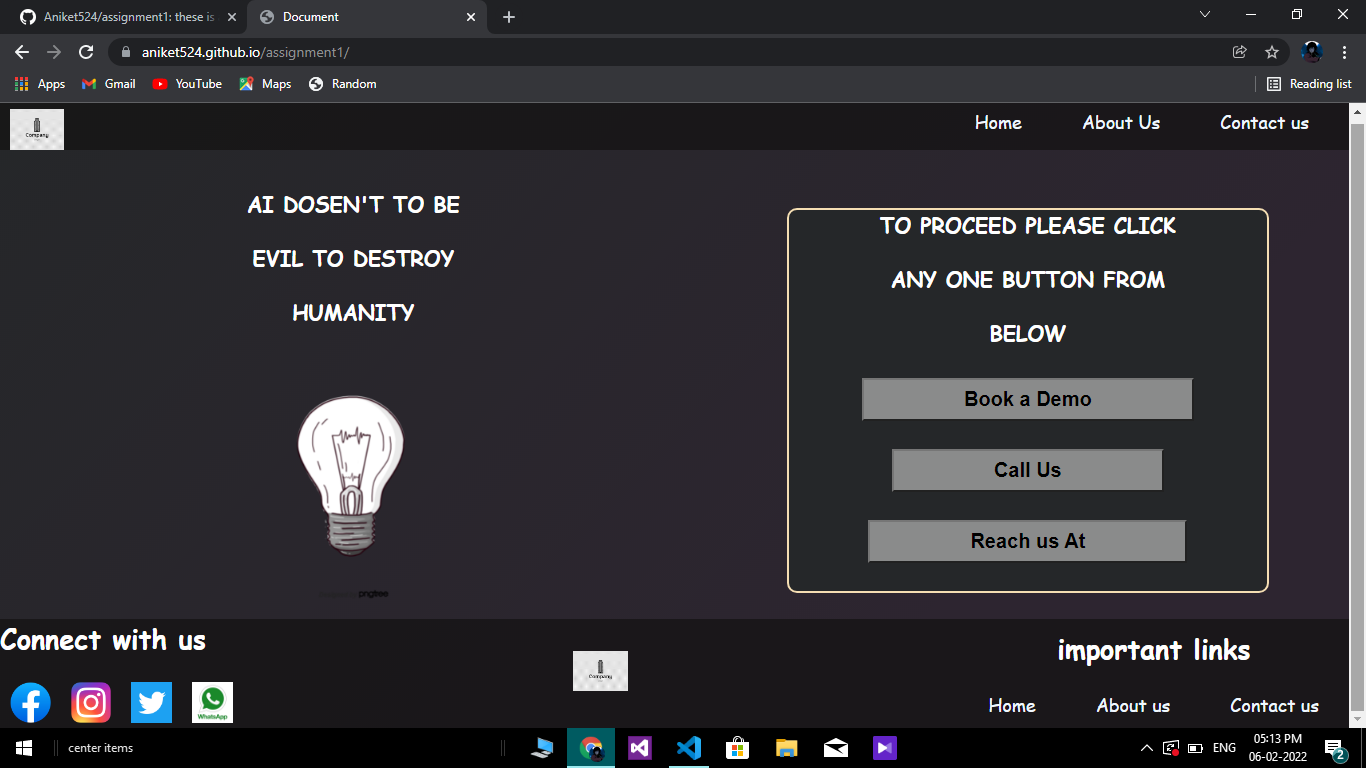 Aniket524/assignment1: these is
Document
aniket524.github.io/assignment1/
Apps
Gmail
YouTube
Maps
Random
Reading list
Company
Home
About Us
Contact us
AI DOSEN'T TO BE
EVIL TO DESTROY
HUMANITY
pngtree
TO PROCEED PLEASE CLICK
ANY ONE BUTTON FROM
BELOW
Book a Demo
Call Us
Reach us At
Connect with us
WhatsApp
Company
important links
Home
About us
Contact us
center items
ENG
05:13 PM
06-02-2022
2